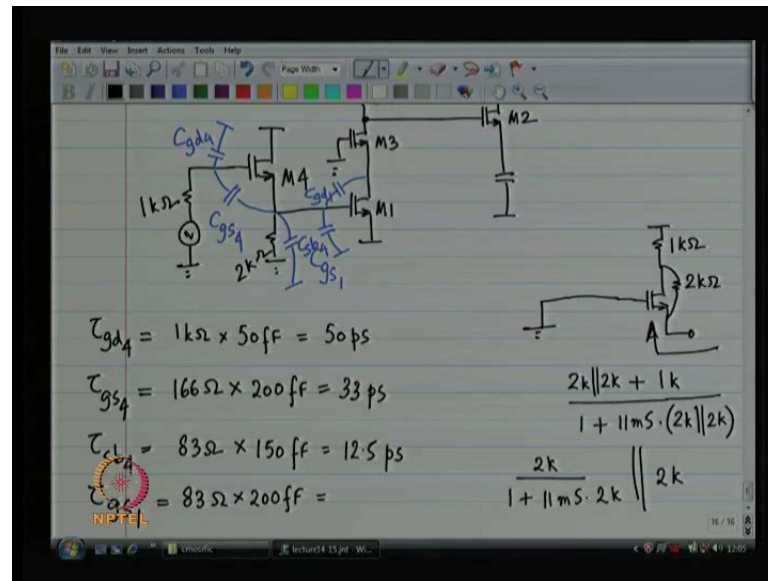 File Edit View Insert Actions Tools Help
Page Width
B I
Cgd4
M4
M3
M2
1kΩ
Cgs4
Cgd1
M1
2kΩ
Csb4
Cgs1
1kΩ
2kΩ
A
τgd4 = 1kΩ × 50fF = 50ps
τgs4 = 166Ω × 200fF = 33ps
= 83Ω × 150fF = 12.5ps
= 83Ω × 200fF =
2k||2k + 1k
1 + 11mS·(2k||2k)
2k
1 + 11mS·2k || 2k
NPTEL
16 / 16
cmosrfic
lecture14-15.jnt - Wi...
12:05